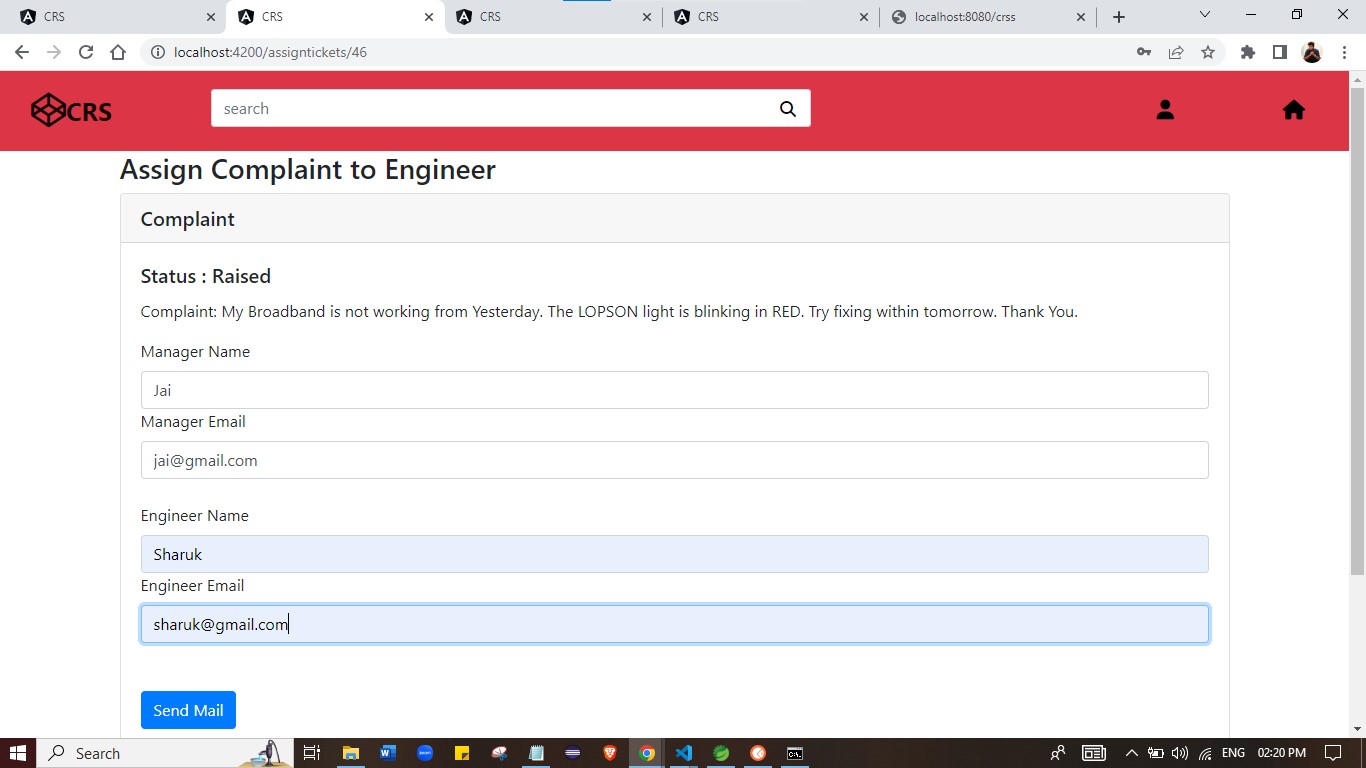 CRS
CRS
CRS
CRS
localhost:8080/crss
localhost:4200/assigntickets/46
CRS
search
Assign Complaint to Engineer
Complaint
Status : Raised
Complaint: My Broadband is not working from Yesterday. The LOPSON light is blinking in RED. Try fixing within tomorrow. Thank You.
Manager Name
Jai
Manager Email
jai@gmail.com
Engineer Name
Sharuk
Engineer Email
sharuk@gmail.com
Send Mail
Search
ENG
02:20 PM